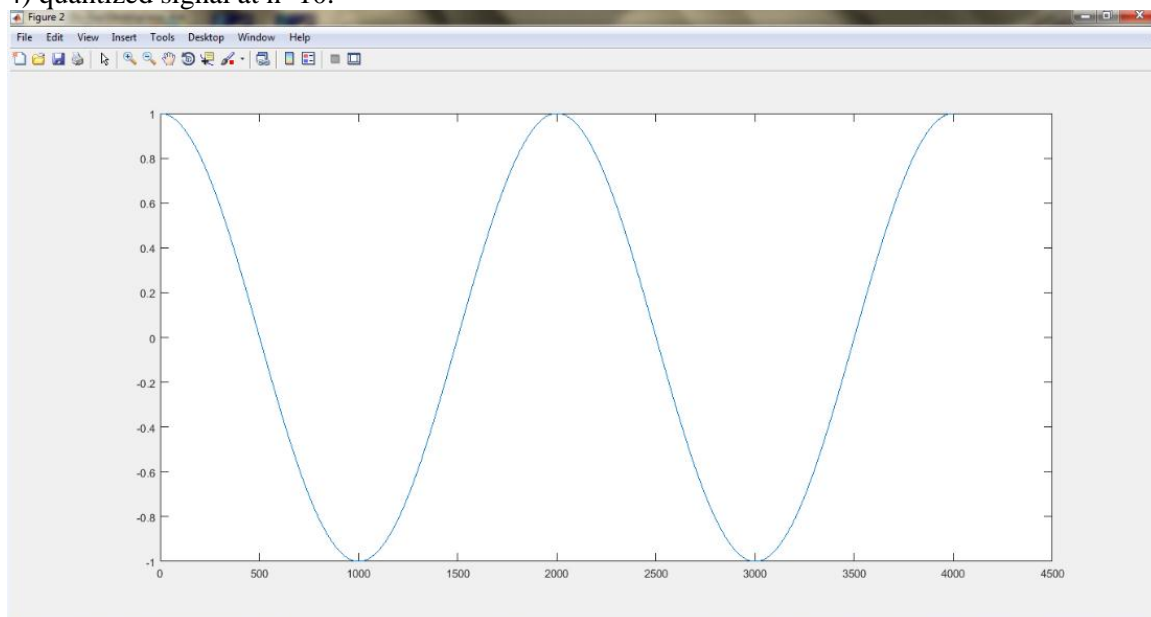 4) quantized signal at n=16:
Figure 2
File Edit View Insert Tools Desktop Window Help
1
0.8
0.6
0.4
0.2
0
-0.2
-0.4
-0.6
-0.8
-1
0 500 1000 1500 2000 2500 3000 3500 4000 4500